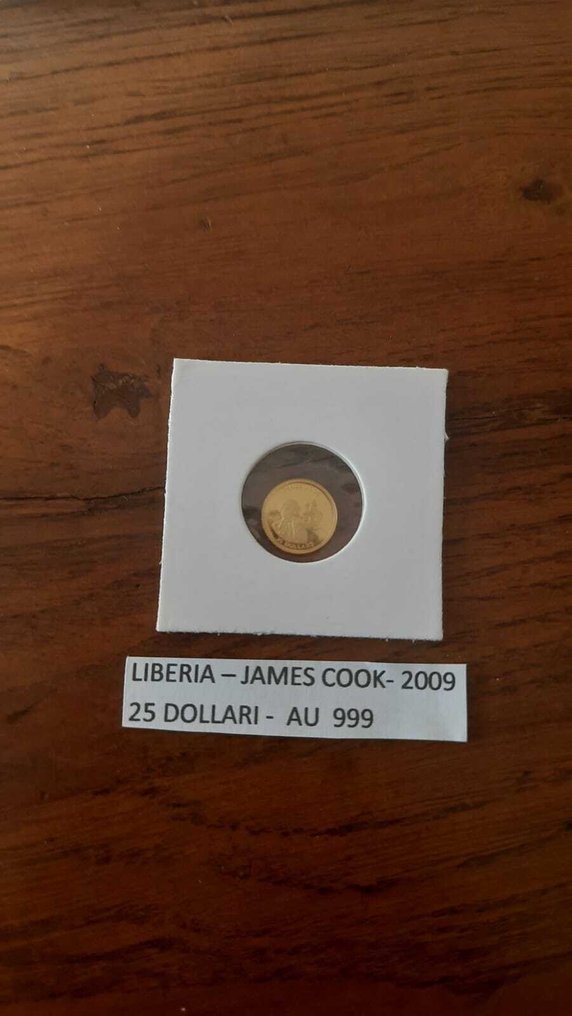 LIBERIA – JAMES COOK- 2009
25 DOLLARI - AU 999